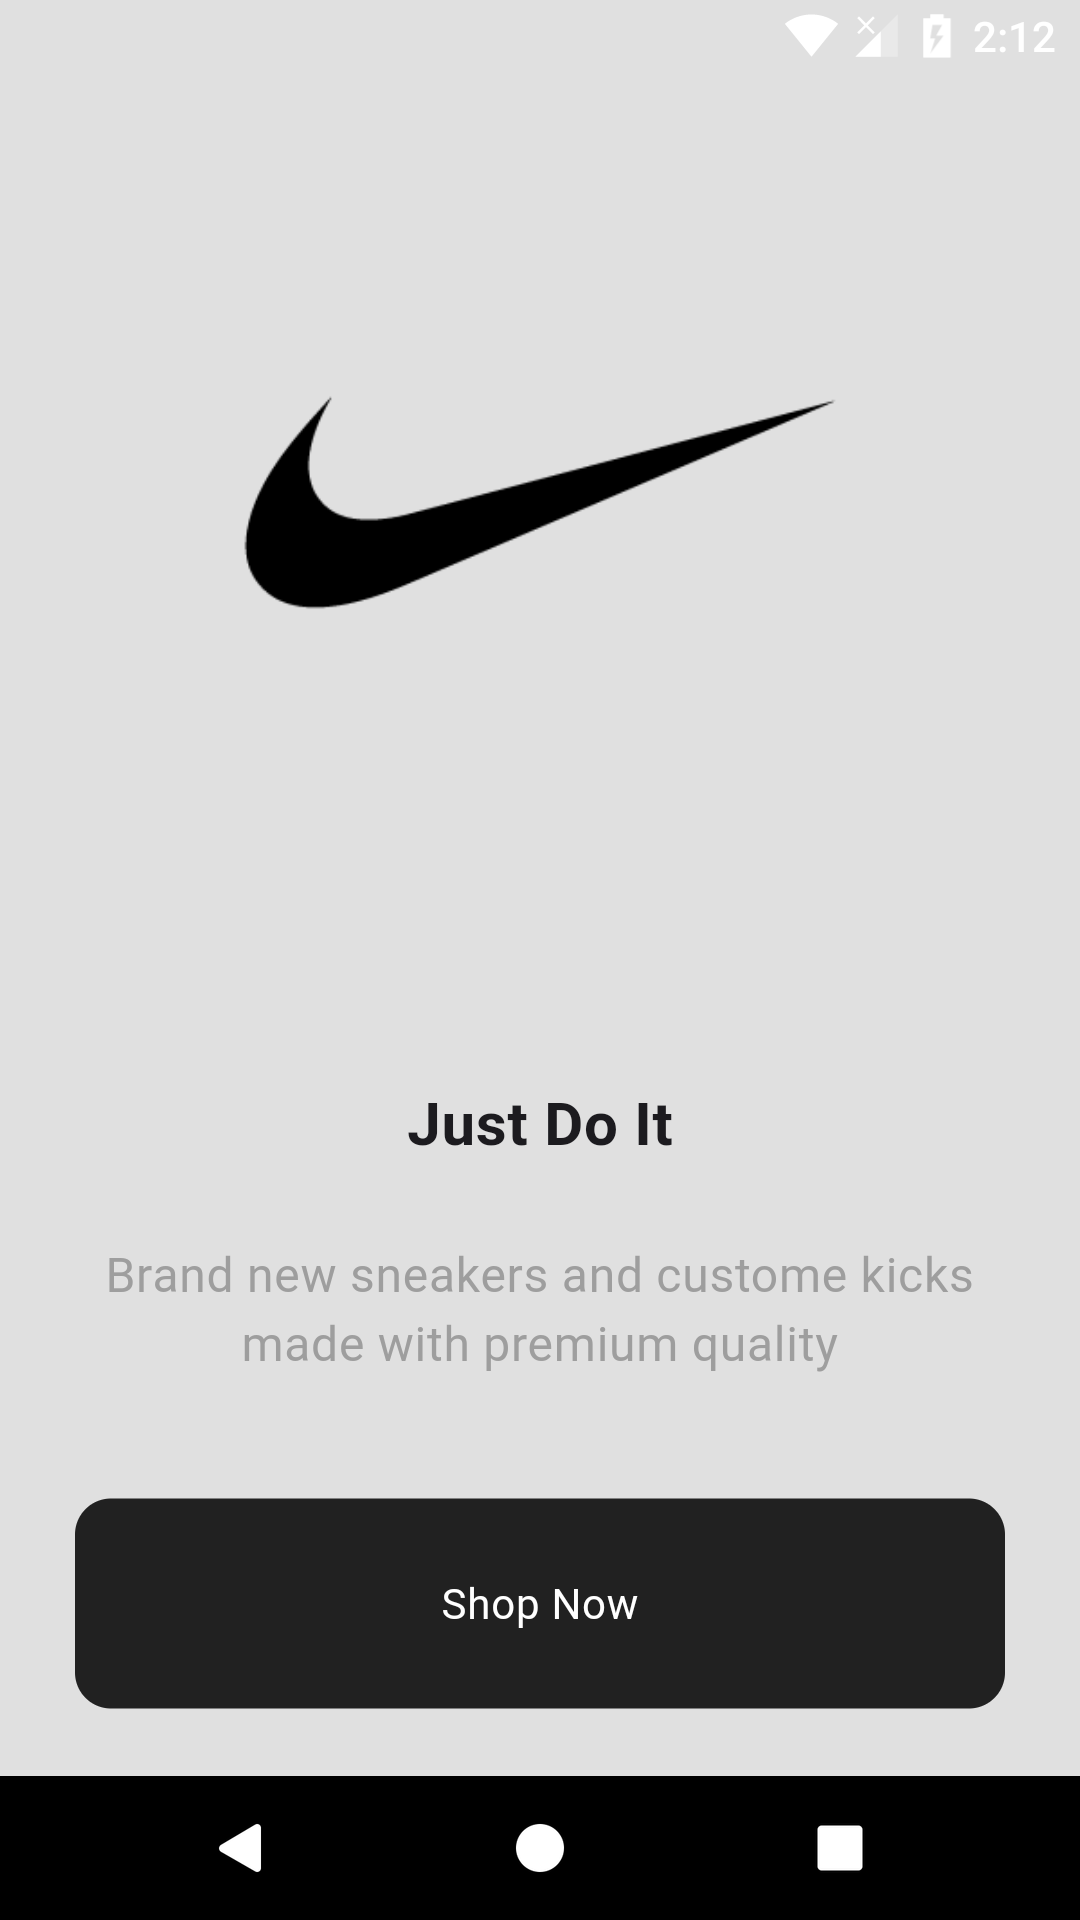 2:12
Just Do It
Brand new sneakers and custome kicks
made with premium quality
Shop Now